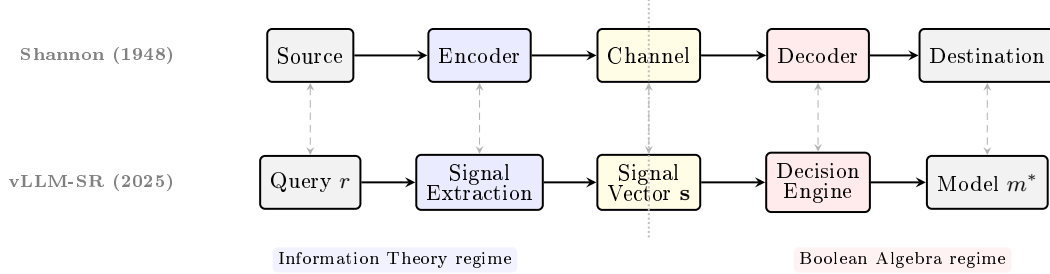 Shannon (1948)
Source
Encoder
Channel
Decoder
Destination
vLLM-SR (2025)
Query r
Signal
Extraction
Signal
Vector s
Decision
Engine
Model m*
Information Theory regime
Boolean Algebra regime